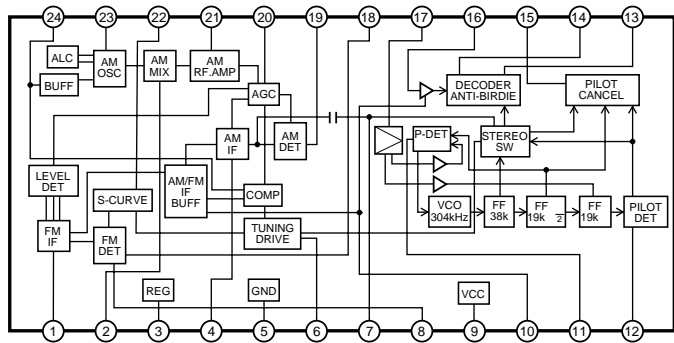 24 23 22 21 20 19 18 17 16 15 14 13
ALC
AM
OSC
BUFF
AM
MIX
AM
RF.AMP
AGC
DECODER
ANTI-BIRDIE
PILOT
CANCEL
AM
IF
AM
DET
P-DET
STEREO
SW
LEVEL
DET
S-CURVE
AM/FM
IF
BUFF
COMP
TUNING
DRIVE
VCO
304kHz
FF
38k
FF
19k 2
FF
19k
PILOT
DET
FM
IF
FM
DET
REG
GND
VCC
1 2 3 4 5 6 7 8 9 10 11 12